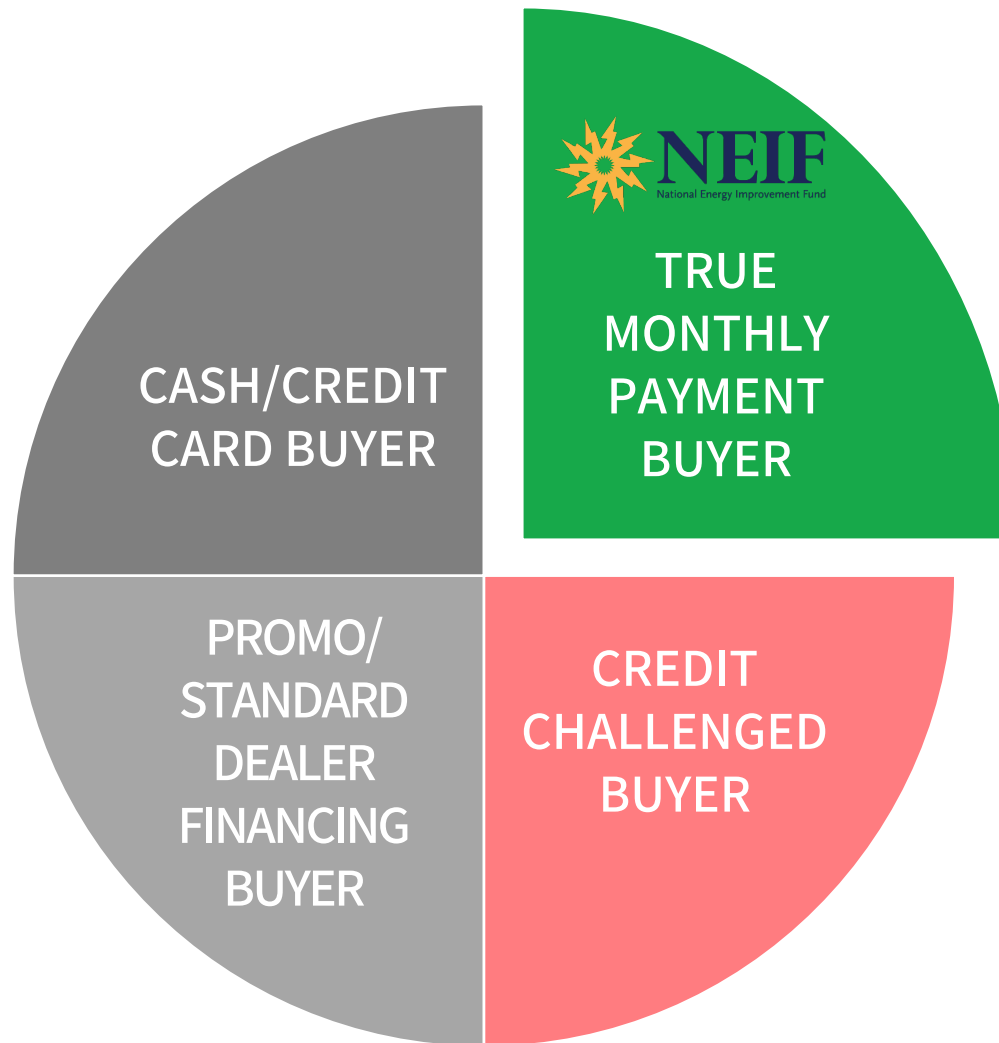 NEIF
National Energy Improvement Fund
TRUE
MONTHLY
PAYMENT
BUYER
CASH/CREDIT
CARD BUYER
PROMO/
STANDARD
DEALER
FINANCING
BUYER
CREDIT
CHALLENGED
BUYER